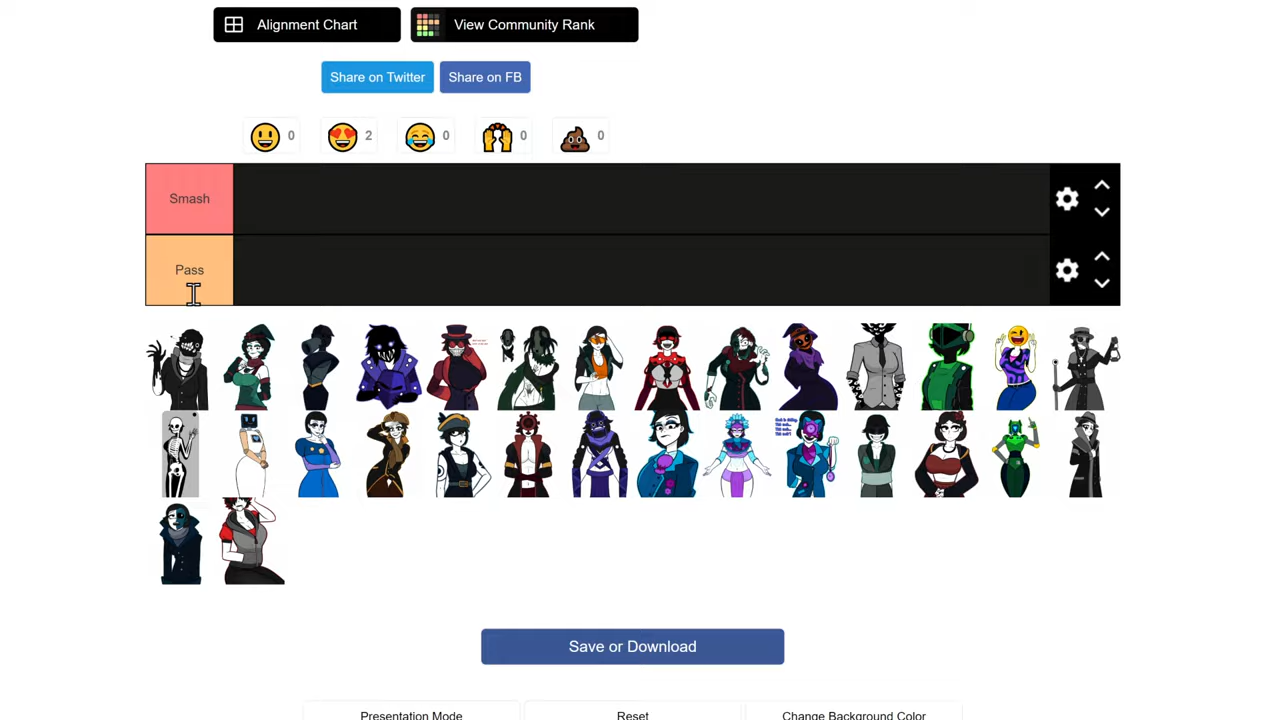 Alignment Chart
View Community Rank
Share on Twitter
Share on FB
0
2
0
0
0
Smash
Pass
Save or Download
Presentation Mode
Reset
Change Background Color